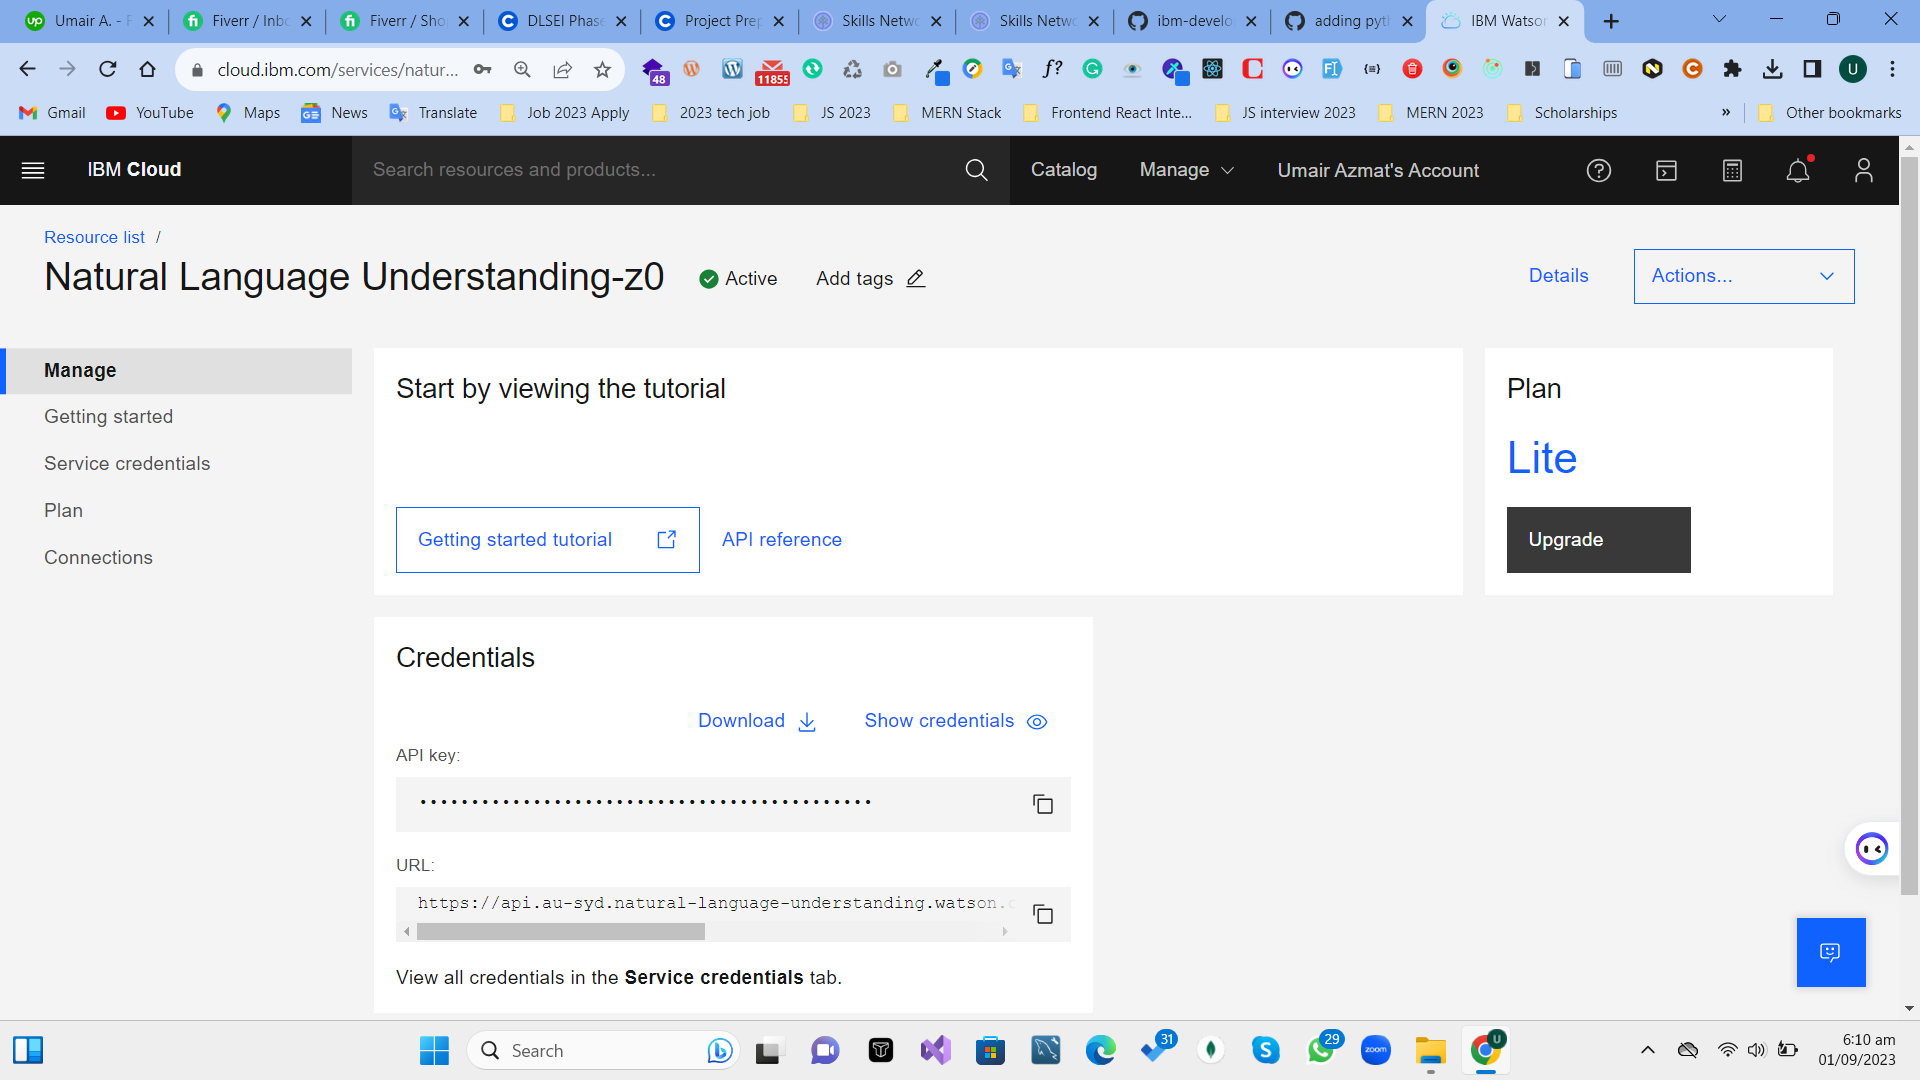 Umair A. - F
Fiverr / Inbo
Fiverr / Sho
DLSEI Phase
Project Prep
Skills Netwo
Skills Netwo
ibm-develo
adding pyth
IBM Watson
cloud.ibm.com/services/natur...
48
11855
f?
U
Gmail
YouTube
Maps
News
Translate
Job 2023 Apply
2023 tech job
JS 2023
MERN Stack
Frontend React Inte...
JS interview 2023
MERN 2023
Scholarships
»
Other bookmarks
IBM Cloud
Search resources and products...
Catalog
Manage
Umair Azmat's Account
Resource list /
Natural Language Understanding-z0
Active
Add tags
Details
Actions...
Manage
Getting started
Service credentials
Plan
Connections
Start by viewing the tutorial
Getting started tutorial
API reference
Plan
Lite
Upgrade
Credentials
Download
Show credentials
API key:
••••••••••••••••••••••••••••••••••••••••••••
URL:
https://api.au-syd.natural-language-understanding.watson.c
View all credentials in the Service credentials tab.
Search
31
29
zoom
U
6:10 am
01/09/2023